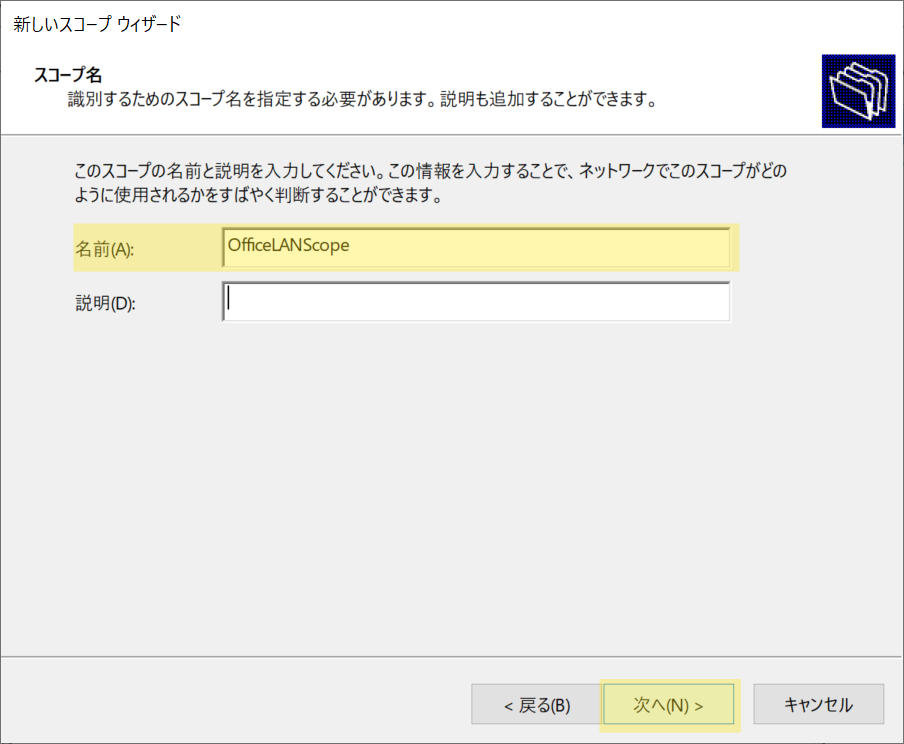 新しいスコープ ウィザード
スコープ名
識別するためのスコープ名を指定する必要があります。説明も追加することができます。
このスコープの名前と説明を入力してください。この情報を入力することで、ネットワークでこのスコープがどの
ように使用されるかをすばやく判断することができます。
名前(A):
OfficeLANScope
説明(D):
< 戻る(B)
次へ(N) >
キャンセル